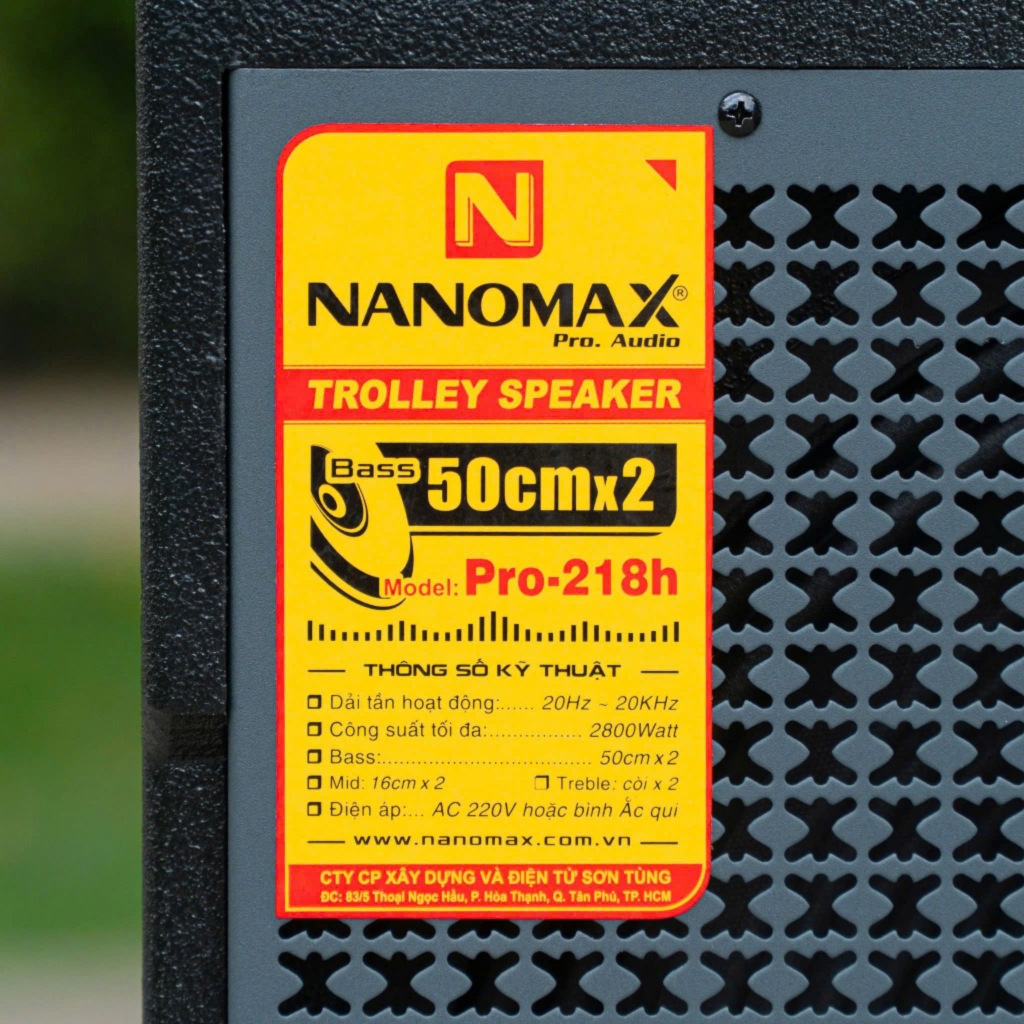 N
NANOMAX®
Pro. Audio
TROLLEY SPEAKER
Bass 50cmx2
Model: Pro-218h
THÔNG SỐ KỸ THUẬT
Dải tần hoạt động:...... 20Hz ~ 20KHz
Công suất tối đa:................ 2800Watt
Bass:.................................... 50cm x 2
Mid: 16cm x 2 Treble: còi x 2
Điện áp:... AC 220V hoặc bình Ắc qui
www.nanomax.com.vn
CTY CP XÂY DỰNG VÀ ĐIỆN TỬ SƠN TÙNG
ĐC: 83/5 Thoại Ngọc Hầu, P. Hòa Thạnh, Q. Tân Phú, TP. HCM